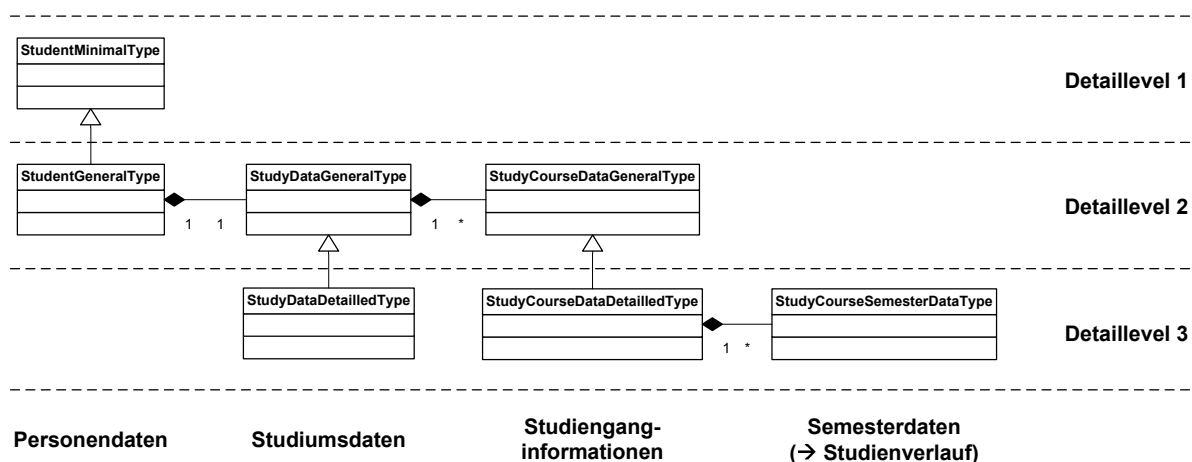 StudentMinimalType
Detaillevel 1
StudentGeneralType
StudyDataGeneralType
StudyCourseDataGeneralType
1 1
1 *
Detaillevel 2
StudyDataDetailledType
StudyCourseDataDetailledType
StudyCourseSemesterDataType
1 *
Detaillevel 3
Personendaten
Studiumsdaten
Studiengang-
informationen
Semesterdaten
(→ Studienverlauf)